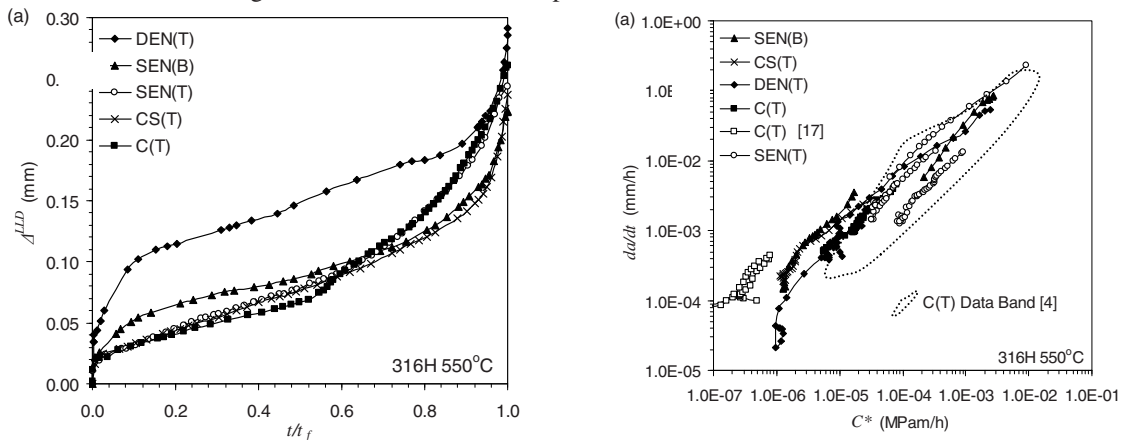 (a)
0.30
0.
0.20
0.15
0.10
0.05
0.00
Δ^LLD (mm)
DEN(T)
SEN(B)
SEN(T)
CS(T)
C(T)
316H 550°C
0.0 0.2 0.4 0.6 0.8 1.0
t/t_f
(a)
1.0E
1.0E-01
1.0E-02
1.0E-03
1.0E-04
1.0E-05
da/dt (mm/h)
SEN(B)
CS(T)
DEN(T)
C(T)
C(T) [17]
SEN(T)
C(T) Data Band [4]
316H 550°C
1.0E-07 1.0E-06 1.0E-05 1.0E-04 1.0E-03 1.0E-02 1.0E-01
C* (MPam/h)